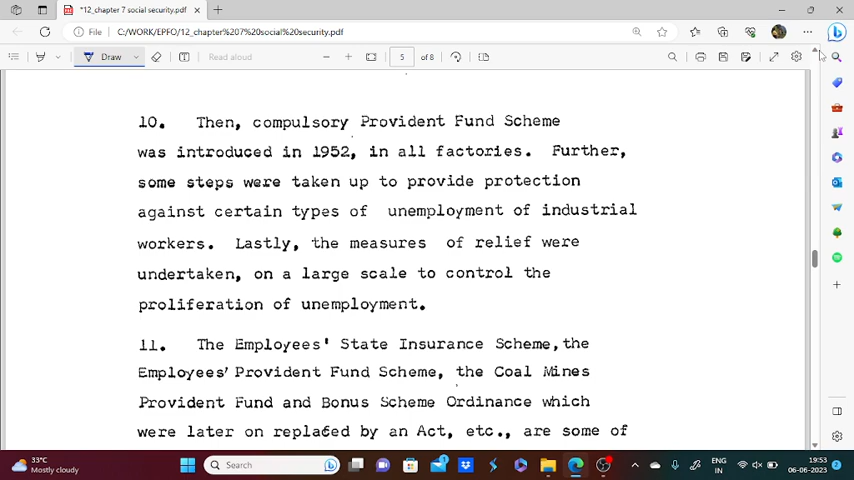 *12_chapter 7 social security.pdf
File
C:/WORK/EPFO/12_chapter%207%20social%20security.pdf
Draw
Read aloud
5
of 8
10. Then, compulsory Provident Fund Scheme
was introduced in 1952, in all factories. Further,
some steps were taken up to provide protection
against certain types of unemployment of industrial
workers. Lastly, the measures of relief were
undertaken, on a large scale to control the
proliferation of unemployment.
11. The Employees' State Insurance Scheme, the
Employees' Provident Fund Scheme, the Coal Mines
Provident Fund and Bonus Scheme Ordinance which
were later on replaced by an Act, etc., are some of
33°C
Mostly cloudy
Search
ENG
IN
19:53
06-06-2023